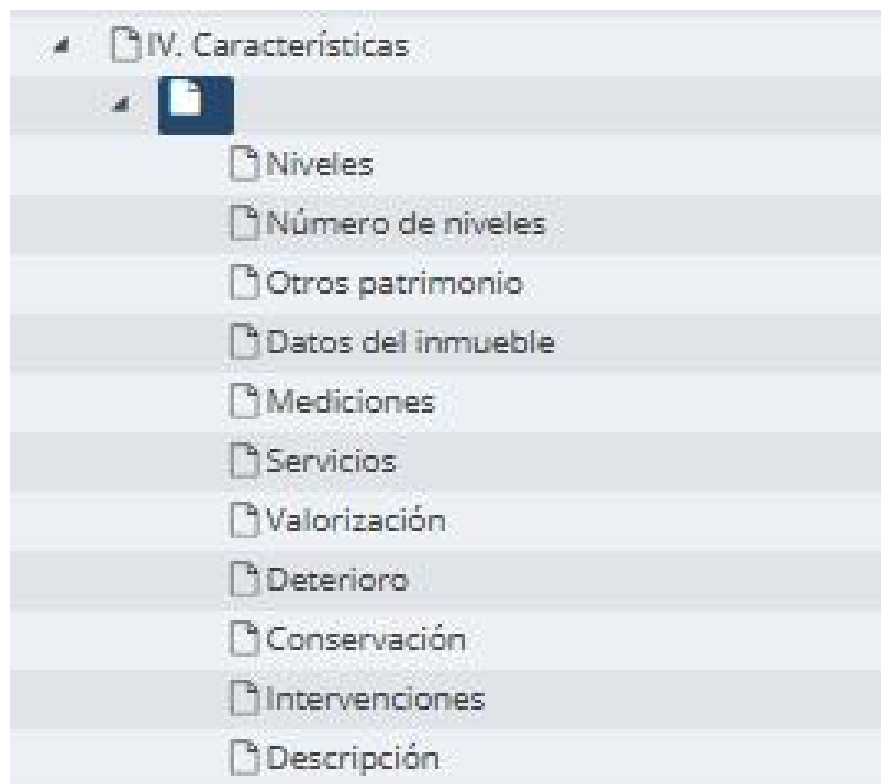 IV. Características
Niveles
Número de niveles
Otros patrimonio
Datos del inmueble
Mediciones
Servicios
Valorización
Deterioro
Conservación
Intervenciones
Descripción